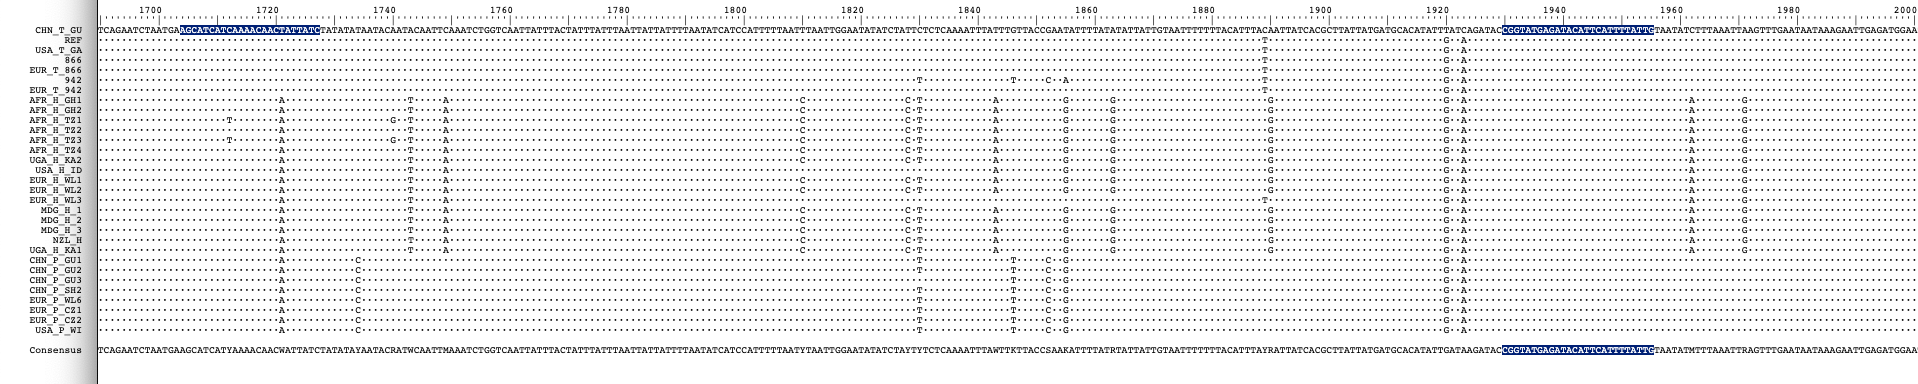 1700 1720 1740 1760 1780 1800 1820 1840 1860 1880 1900 1920 1940 1960 1980 2000
CHN_T_GU TCAGAATCTAATGAAGCATCATCAAAACAACTATTATCTATATATAATACAATACAATTCAAATCTGGTCAATTATTTACTATTTATTTAATTATTATTTTAATATCATCCATTTTTAATTTAATTGGAATATATCTATTCTCTCAAAATTTATTTGTTACCGAATATTTTATATTATTGTAATTTTTTTACATTTACAATTATCACGCTTATTATGATGCACATATTTATCAGATACCGGTATGAGATACATTCATTTTATTGTAATATCTTTAAATTAAGTTTGAATAATAAAGAATTGAGATGGAA
REF T G A
USA_T_GA T G A
866 T G A
EUR_T_866 T G A
942 T T C A T G A
EUR_T_942 T G A
AFR_H_GH1 A T A C C T A G G G G A A G
AFR_H_GH2 A T A C C T A G G G G A A G
AFR_H_TZ1 T A G T A C C T A G G G G A A G
AFR_H_TZ2 A T A C C T A G G G G A A G
AFR_H_TZ3 T A G T A C C T A G G G G A A G
AFR_H_TZ4 A T A C C T A G G G G A A G
UGA_H_KA2 A T A C C T A G G G G A A G
USA_H_ID A T A A G G G G A A G
EUR_H_WL1 A T A C C T A G G G G A A G
EUR_H_WL2 A T A C C T A G G G G A A G
EUR_H_WL3 A T A T G A A G
MDG_H_1 A T A C C T A G G G G A A G
MDG_H_2 A T A C C T A G G G G A A G
MDG_H_3 A T A C C T A G G G G A A G
NZL_H A T A C C T A G G G G A A G
UGA_H_KA1 A T A C C T A G G G G A A G
CHN_P_GU1 A C T T C G G A
CHN_P_GU2 A C T T C G G A
CHN_P_GU3 A C T C G G A
CHN_P_SH2 A C T T C G G A
EUR_P_WL6 A C T T C G G A
EUR_P_CZ1 A C T T C G G A
EUR_P_CZ2 A C T T C G G A
USA_P_WI A C T T C G G A
Consensus TCAGAATCTAATGAAGCATCATYAAAACAACWATTATCTATATAYAATACRATWCAATTMAAATCTGGTCAATTATTTACTATTTATTTAATTATTATTTTAATATCATCCATTTTTAATYTAATTGGAATATATCTAYTYTCTCAAAATTTAWTTKTTACCSAAKATTTTATRTATTATTGTAATTTTTTTACATTTAYRATTATCACGCTTATTATGATGCACATATTGATAAGATACCGGTATGAGATACATTCATTTTATTGTAATATMTTTAAATTRAGTTTGAATAATAAAGAATTGAGATGGAA